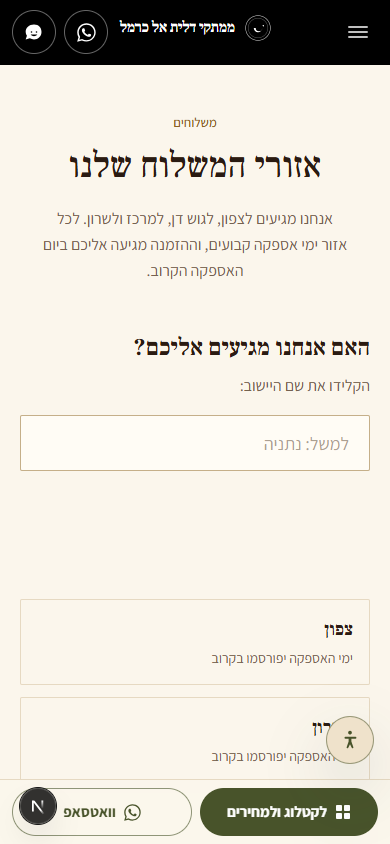 ממתקי דלית אל כרמל
משלוחים
אזורי המשלוח שלנו
אנחנו מגיעים לצפון, לגוש דן, למרכז ולשרון. לכל
אזור ימי אספקה קבועים, וההזמנה מגיעה אליכם ביום
האספקה הקרוב.
האם אנחנו מגיעים אליכם?
הקלידו את שם היישוב:
למשל: נתניה
צפון
ימי האספקה יפורסמו בקרוב
יפורסמו בקרוב
לקטלוג ולמחירים
וואטסאפ
N